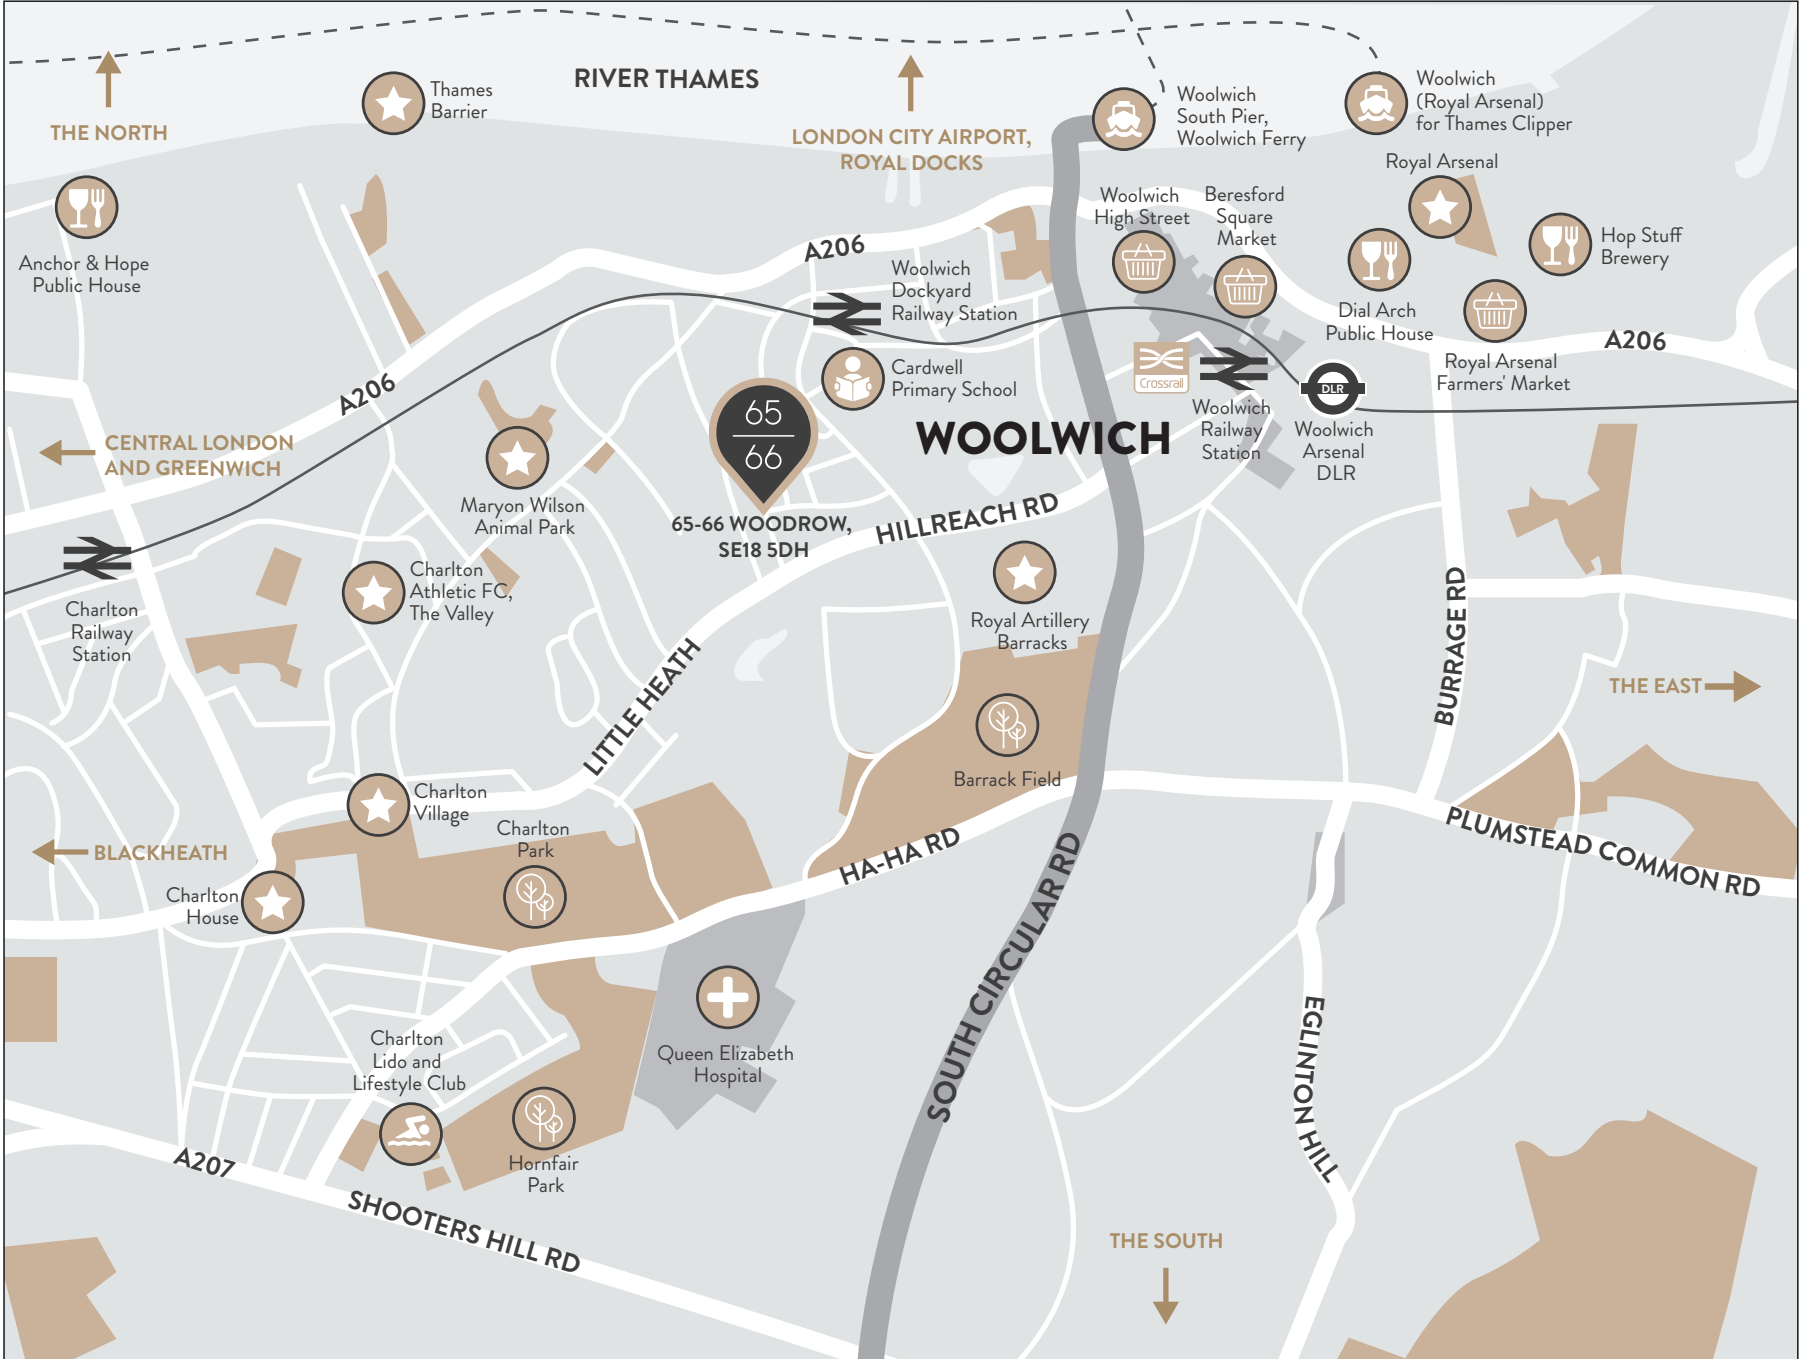 RIVER THAMES
THE NORTH
Thames
Barrier
LONDON CITY AIRPORT,
ROYAL DOCKS
Woolwich
South Pier,
Woolwich Ferry
Woolwich
(Royal Arsenal)
for Thames Clipper
Royal Arsenal
Anchor & Hope
Public House
A206
Woolwich
High Street
Beresford
Square
Market
Hop Stuff
Brewery
Dial Arch
Public House
Woolwich
Dockyard
Railway Station
A206
Royal Arsenal
Farmers' Market
Cardwell
Primary School
Crossrail
DLR
A206
65
66
WOOLWICH
Woolwich
Railway
Station
Woolwich
Arsenal
DLR
CENTRAL LONDON
AND GREENWICH
Maryon Wilson
Animal Park
65-66 WOODROW,
SE18 5DH
HILLREACH RD
Charlton
Railway
Station
Charlton
Athletic FC,
The Valley
Royal Artillery
Barracks
BURRAGE RD
THE EAST
LITTLE HEATH
Barrack Field
Charlton
Village
Charlton
Park
BLACKHEATH
HA-HA RD
PLUMSTEAD COMMON RD
Charlton
House
SOUTH CIRCULAR RD
EGLINTON HILL
Queen Elizabeth
Hospital
Charlton
Lido and
Lifestyle Club
Hornfair
Park
A207
SHOOTERS HILL RD
THE SOUTH